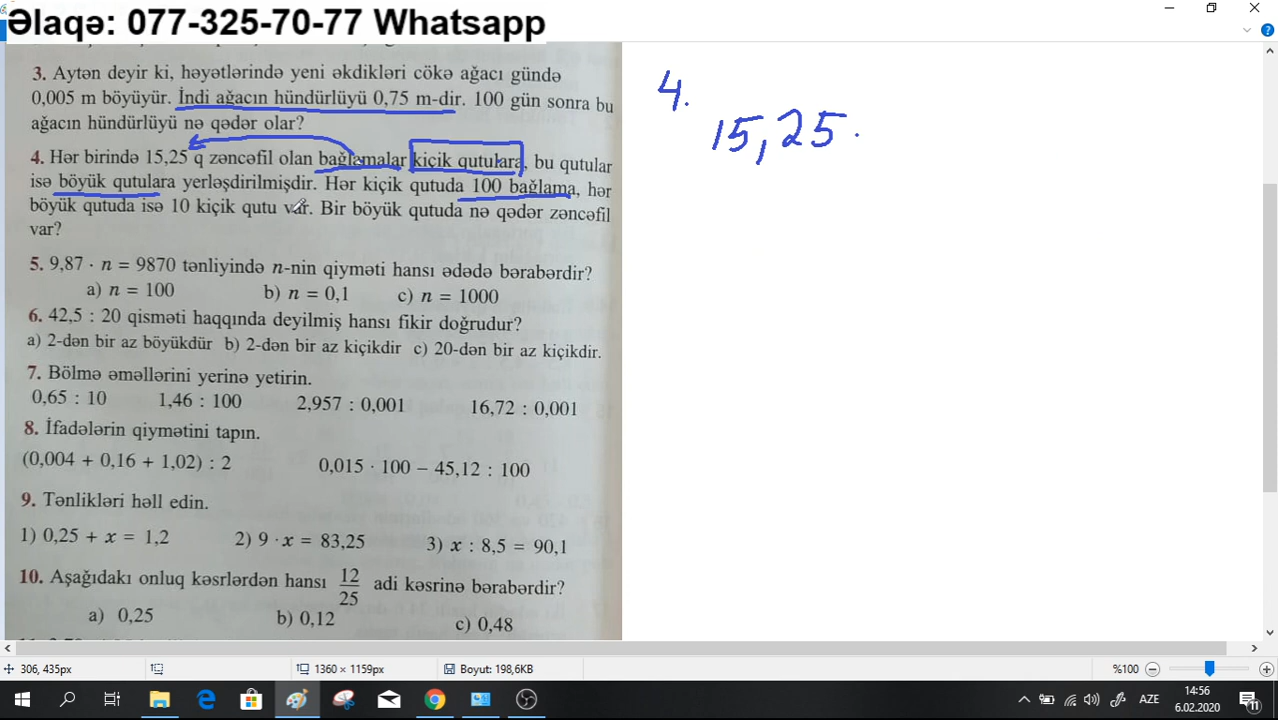 Əlaqə: 077-325-70-77 Whatsapp
3. Aytən deyir ki, həyətlərində yeni əkdikləri cökə ağacı gündə
0,005 m böyüyür. İndi ağacın hündürlüyü 0,75 m-dir. 100 gün sonra bu
ağacın hündürlüyü nə qədər olar?
4. Hər birində 15,25 q zəncəfil olan bağlamalar kiçik qutulara, bu qutular
isə böyük qutulara yerləşdirilmişdir. Hər kiçik qutuda 100 bağlama, hər
böyük qutuda isə 10 kiçik qutu var. Bir böyük qutuda nə qədər zəncəfil
var?
5. 9,87 · n = 9870 tənliyində n-nin qiyməti hansı ədədə bərabərdir?
a) n = 100 b) n = 0,1 c) n = 1000
6. 42,5 : 20 qisməti haqqında deyilmiş hansı fikir doğrudur?
a) 2-dən bir az böyükdür b) 2-dən bir az kiçikdir c) 20-dən bir az kiçikdir.
7. Bölmə əməllərini yerinə yetirin.
0,65 : 10 1,46 : 100 2,957 : 0,001 16,72 : 0,001
8. İfadələrin qiymətini tapın.
(0,004 + 0,16 + 1,02) : 2 0,015 · 100 − 45,12 : 100
9. Tənlikləri həll edin.
1) 0,25 + x = 1,2 2) 9 · x = 83,25 3) x : 8,5 = 90,1
10. Aşağıdakı onluq kəsrlərdən hansı 12/25 adi kəsrinə bərabərdir?
a) 0,25 b) 0,12 c) 0,48
4.
15,25 ·
306, 435px 1360 × 1159px Boyut: 198,6KB %100
AZE 14:56
6.02.2020 11